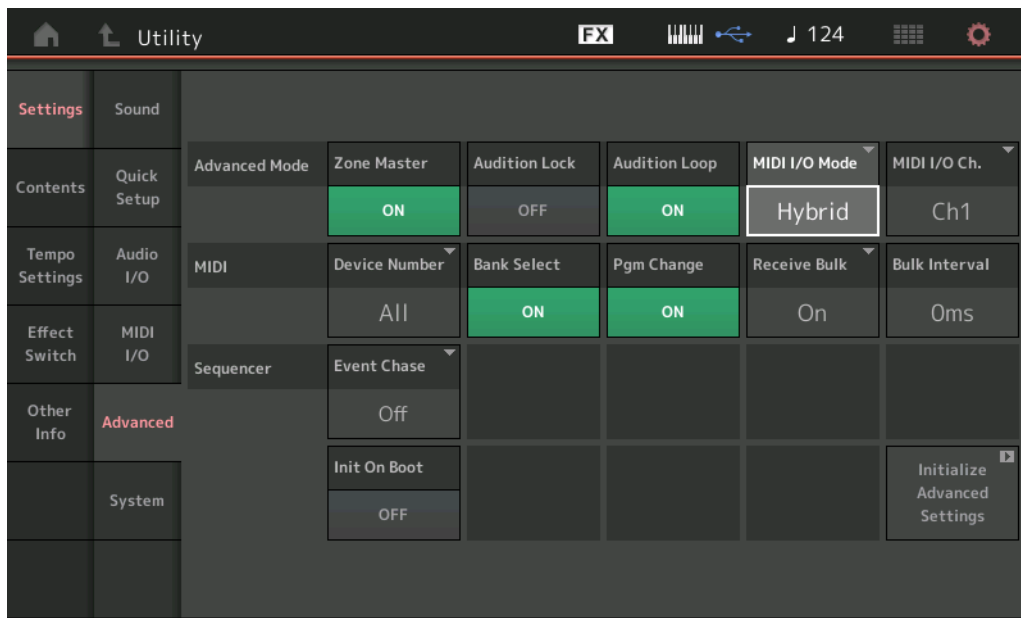 Utility
FX
♩ 124
Settings
Sound
Contents
Quick
Setup
Tempo
Settings
Audio
I/O
Effect
Switch
MIDI
I/O
Other
Info
Advanced
System
Advanced Mode
Zone Master
ON
Audition Lock
OFF
Audition Loop
ON
MIDI I/O Mode
Hybrid
MIDI I/O Ch.
Ch1
MIDI
Device Number
All
Bank Select
ON
Pgm Change
ON
Receive Bulk
On
Bulk Interval
0ms
Sequencer
Event Chase
Off
Init On Boot
OFF
Initialize
Advanced
Settings